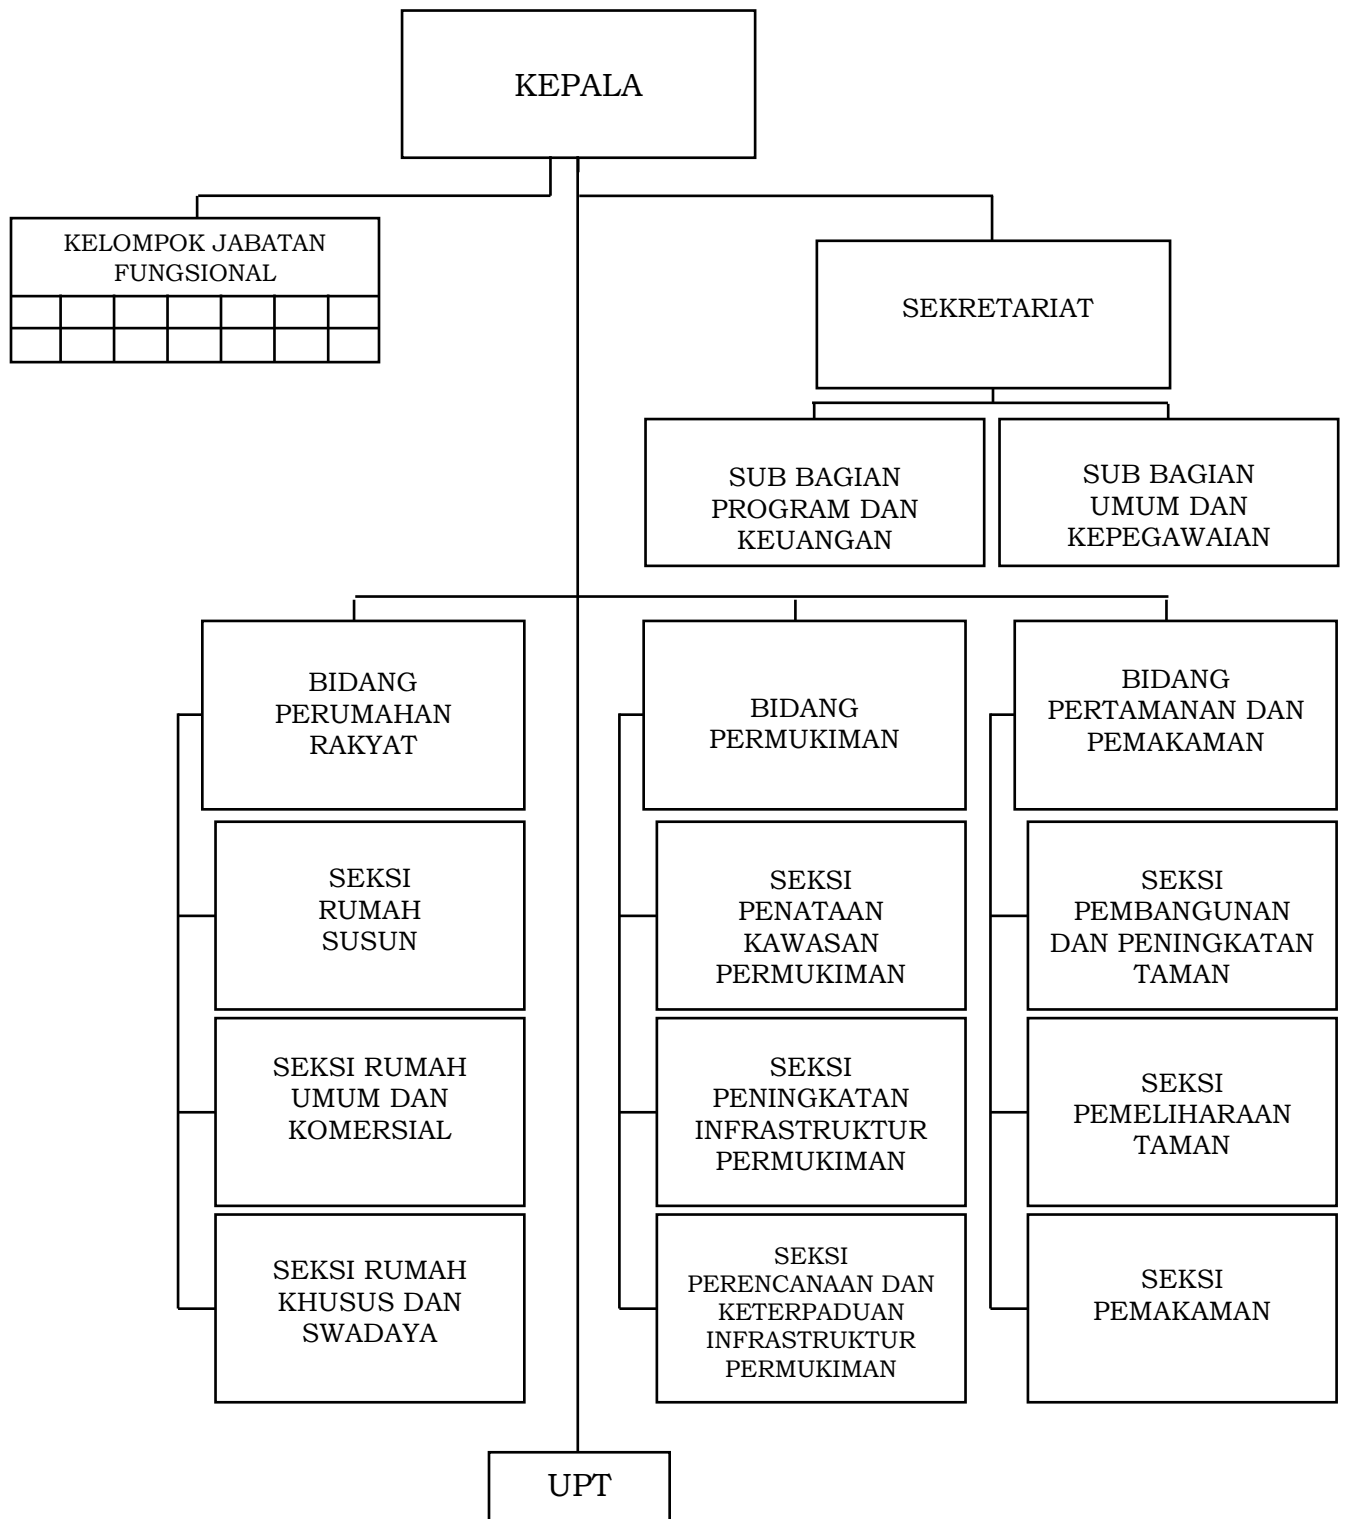 KEPALA
KELOMPOK JABATAN
FUNGSIONAL
SEKRETARIAT
SUB BAGIAN
PROGRAM DAN
KEUANGAN
SUB BAGIAN
UMUM DAN
KEPEGAWAIAN
BIDANG
PERUMAHAN
RAKYAT
SEKSI
RUMAH
SUSUN
SEKSI RUMAH
UMUM DAN
KOMERSIAL
SEKSI RUMAH
KHUSUS DAN
SWADAYA
BIDANG
PERMUKIMAN
SEKSI
PENATAAN
KAWASAN
PERMUKIMAN
SEKSI
PENINGKATAN
INFRASTRUKTUR
PERMUKIMAN
SEKSI
PERENCANAAN DAN
KETERPADUAN
INFRASTRUKTUR
PERMUKIMAN
BIDANG
PERTAMANAN DAN
PEMAKAMAN
SEKSI
PEMBANGUNAN
DAN PENINGKATAN
TAMAN
SEKSI
PEMELIHARAAN
TAMAN
SEKSI
PEMAKAMAN
UPT